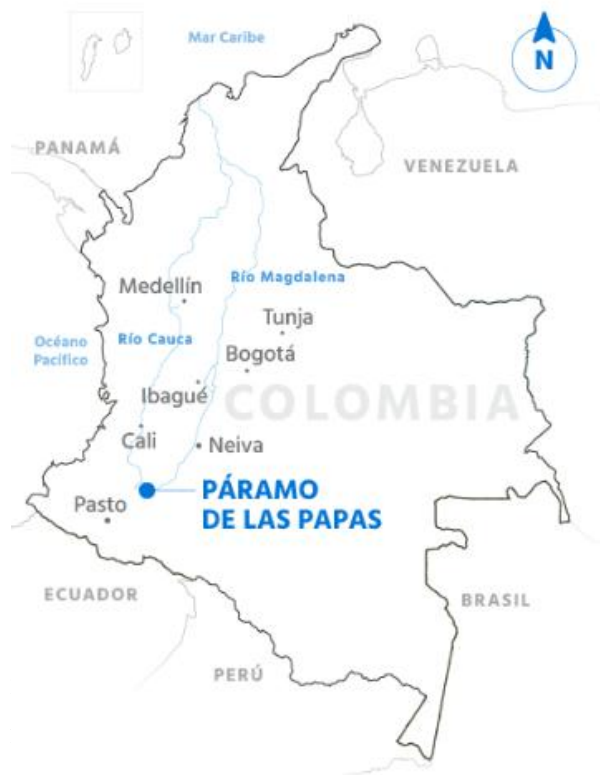 Mar Caribe
N
PANAMÁ
VENEZUELA
Medellín
Río Magdalena
Tunja
Océano
Pacífico
Río Cauca
Bogotá
Ibagué
COLOMBIA
Cali
Neiva
PÁRAMO
DE LAS PAPAS
Pasto
ECUADOR
BRASIL
PERÚ